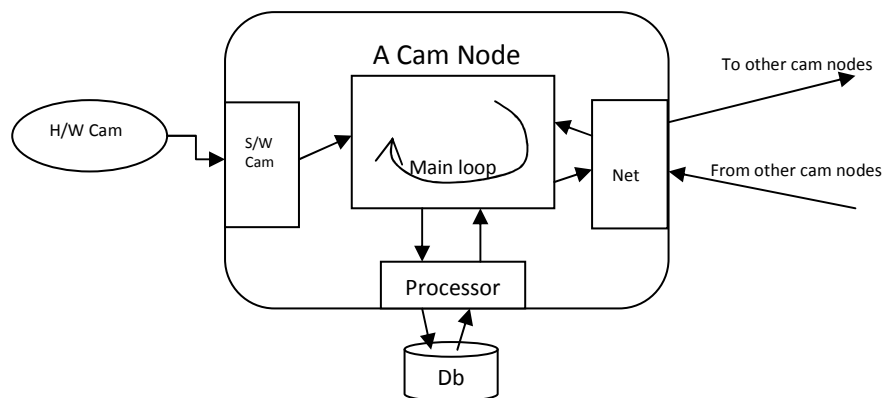 A Cam Node
To other cam nodes
H/W Cam
S/W
Cam
Main loop
Net
From other cam nodes
Processor
Db